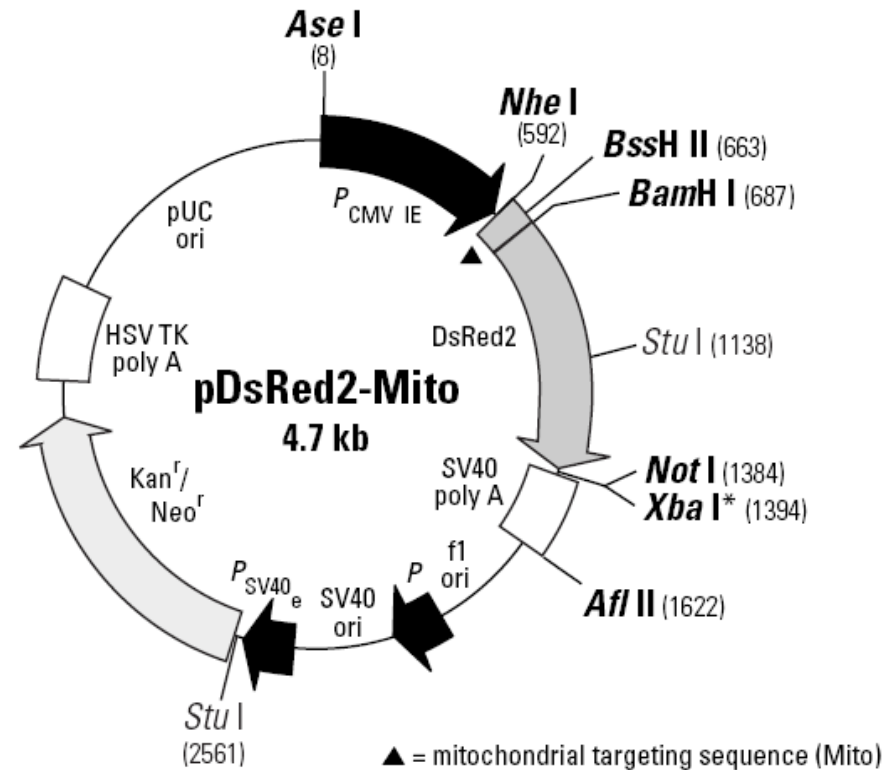 Ase I
(8)
Nhe I
(592)
BssH II (663)
BamH I (687)
P CMV IE
pUC
ori
DsRed2
Stu I (1138)
HSV TK
poly A
pDsRed2-Mito
4.7 kb
SV40
poly A
Not I (1384)
Xba I* (1394)
Kanʳ/
Neoʳ
f1
ori
P
P SV40e
SV40
ori
Afl II (1622)
Stu I
(2561)
▲ = mitochondrial targeting sequence (Mito)